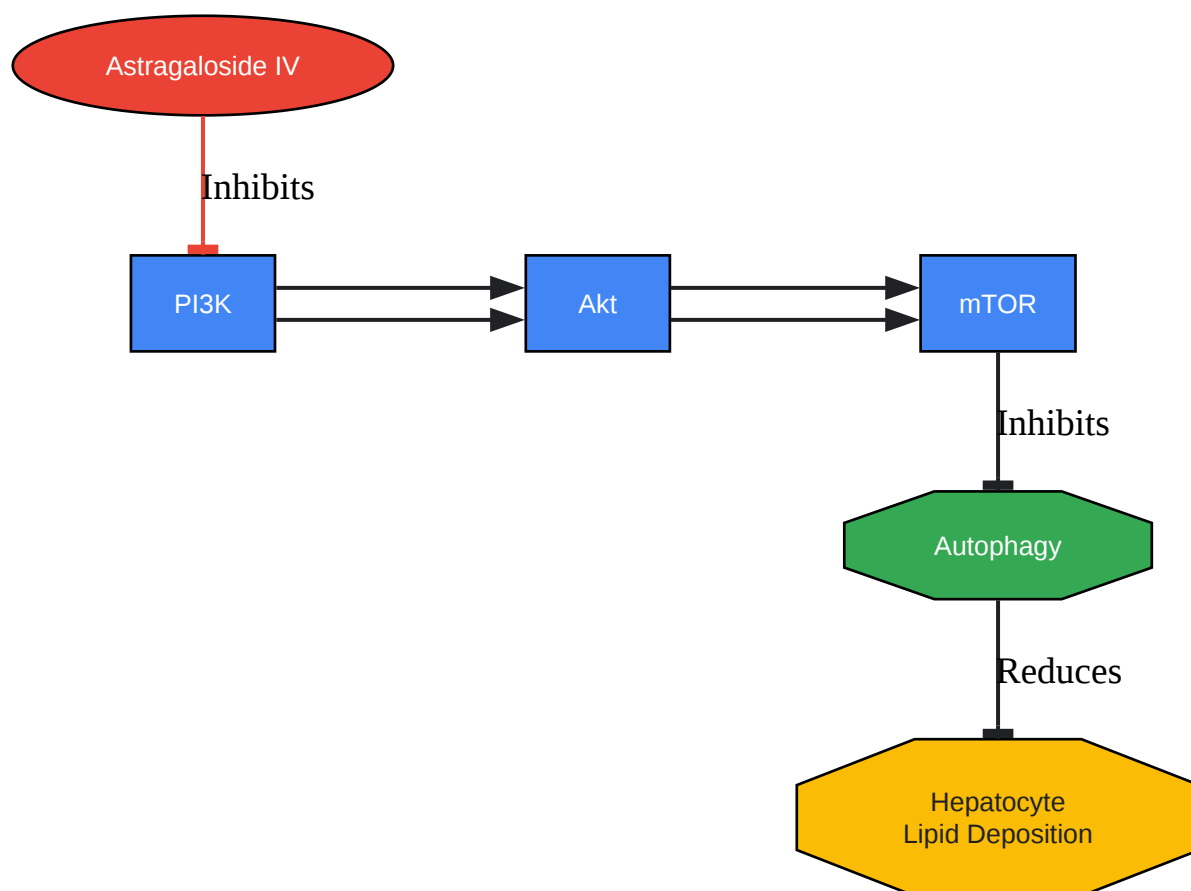 Astragaloside IV
Inhibits
PI3K
Akt
mTOR
Inhibits
Autophagy
Reduces
Hepatocyte
Lipid Deposition